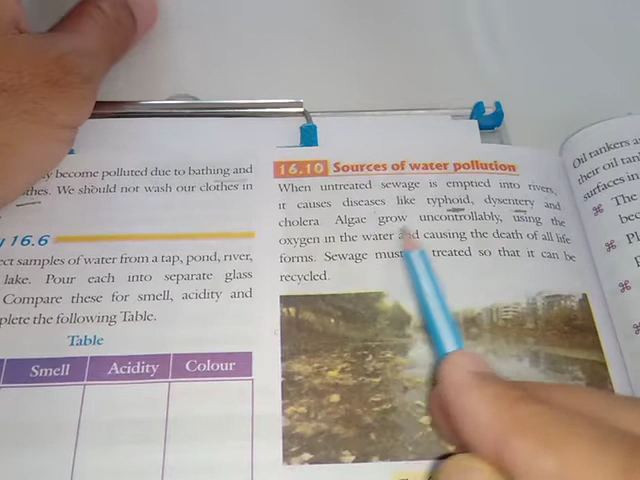 become polluted due to bathing and
. We should not wash our clothes in
16.6
samples of water from a tap, pond, river,
lake. Pour each into separate glass
Compare these for smell, acidity and
the following Table.
Table
Smell Acidity Colour
16.10 Sources of water pollution
When untreated sewage is emptied into rivers,
it causes diseases like typhoid, dysentery and
cholera. Algae grow uncontrollably, using the
oxygen in the water and causing the death of all life
forms. Sewage must treated so that it can be
recycled.
Oil tankers
their oil
surfaces in
The